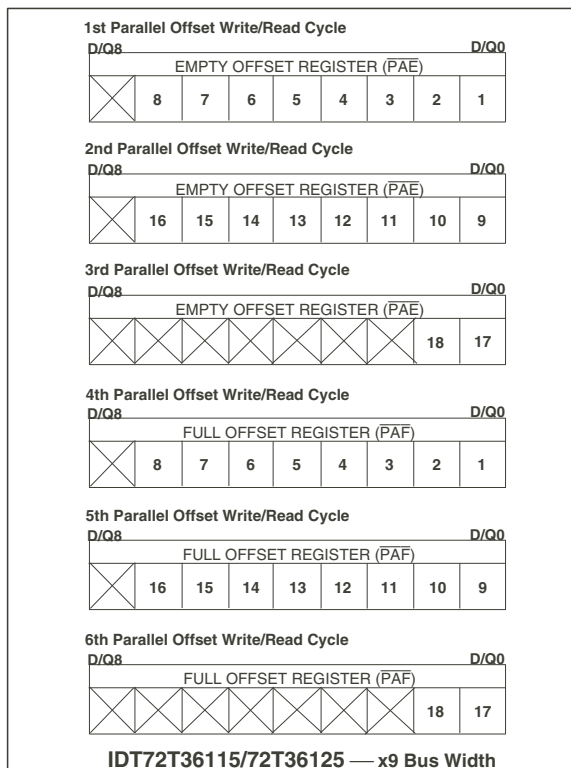 1st Parallel Offset Write/Read Cycle
D/Q8 D/Q0
EMPTY OFFSET REGISTER (PAE)
8 7 6 5 4 3 2 1
2nd Parallel Offset Write/Read Cycle
D/Q8 D/Q0
EMPTY OFFSET REGISTER (PAE)
16 15 14 13 12 11 10 9
3rd Parallel Offset Write/Read Cycle
D/Q8 D/Q0
EMPTY OFFSET REGISTER (PAE)
18 17
4th Parallel Offset Write/Read Cycle
D/Q8 D/Q0
FULL OFFSET REGISTER (PAF)
8 7 6 5 4 3 2 1
5th Parallel Offset Write/Read Cycle
D/Q8 D/Q0
FULL OFFSET REGISTER (PAF)
16 15 14 13 12 11 10 9
6th Parallel Offset Write/Read Cycle
D/Q8 D/Q0
FULL OFFSET REGISTER (PAF)
18 17
IDT72T36115/72T36125 — x9 Bus Width